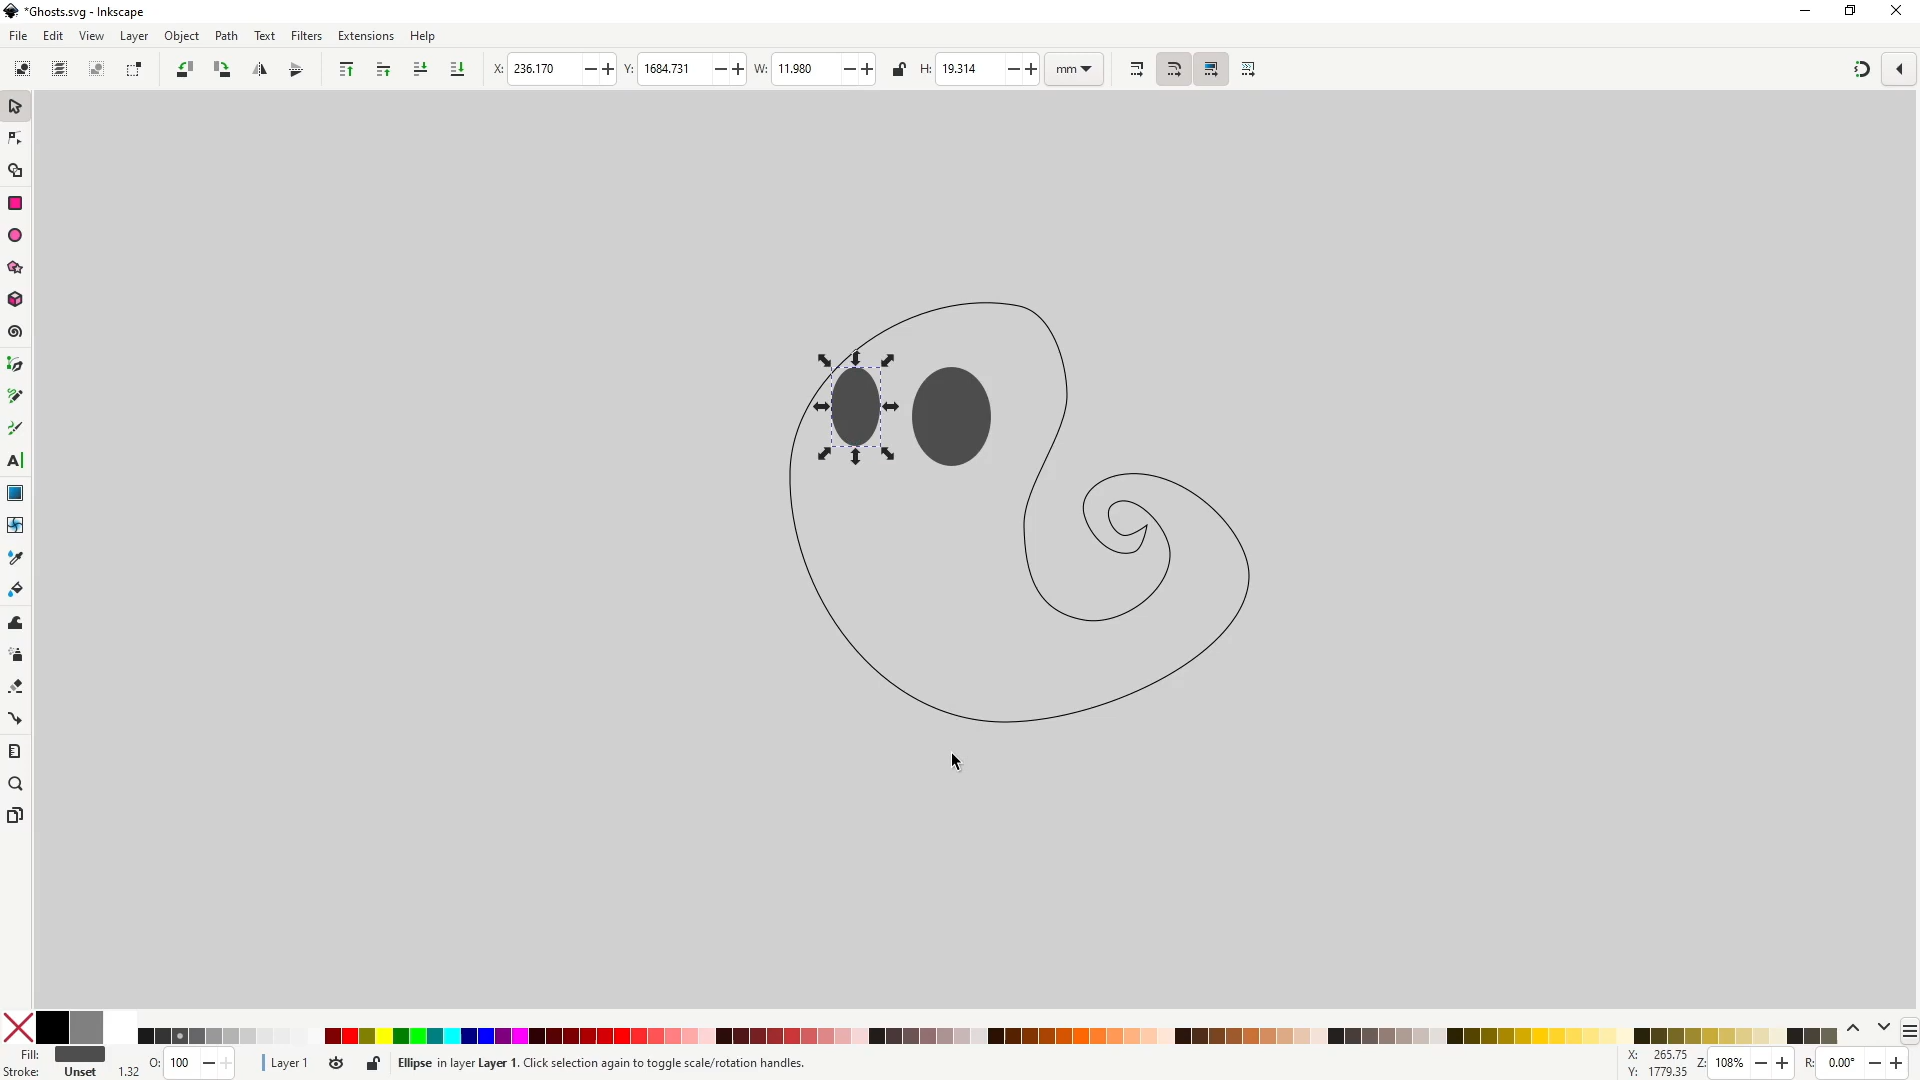 *Ghosts.svg - Inkscape
File Edit View Layer Object Path Text Filters Extensions Help
X: 236.170 Y: 1684.731 W: 11.980 H: 19.314 mm
Fill: O: 100 Layer 1 Ellipse in layer Layer 1. Click selection again to toggle scale/rotation handles. X: 265.75 Z: 108% R: 0.00°
Stroke: Unset 1.32 Y: 1779.35